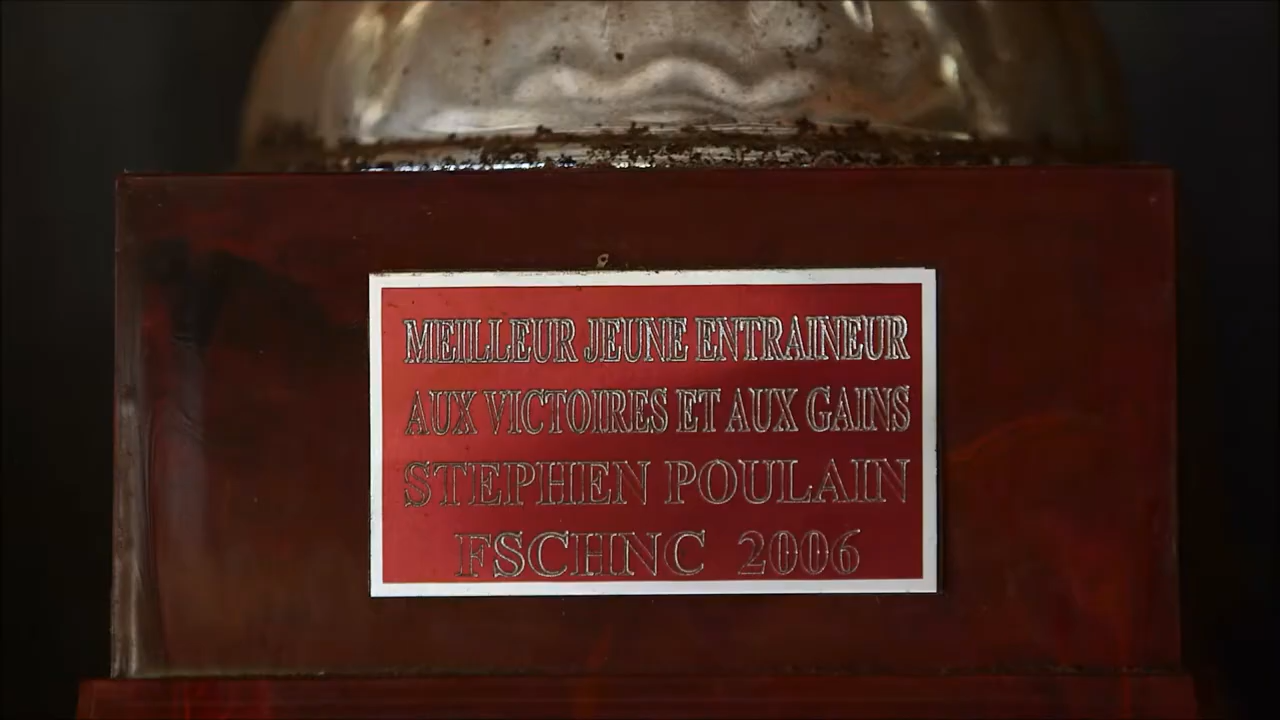 MEILLEUR JEUNE ENTRAINEUR
AUX VICTOIRES ET AUX GAINS
STEPHEN POULAIN
FSCHNC 2006